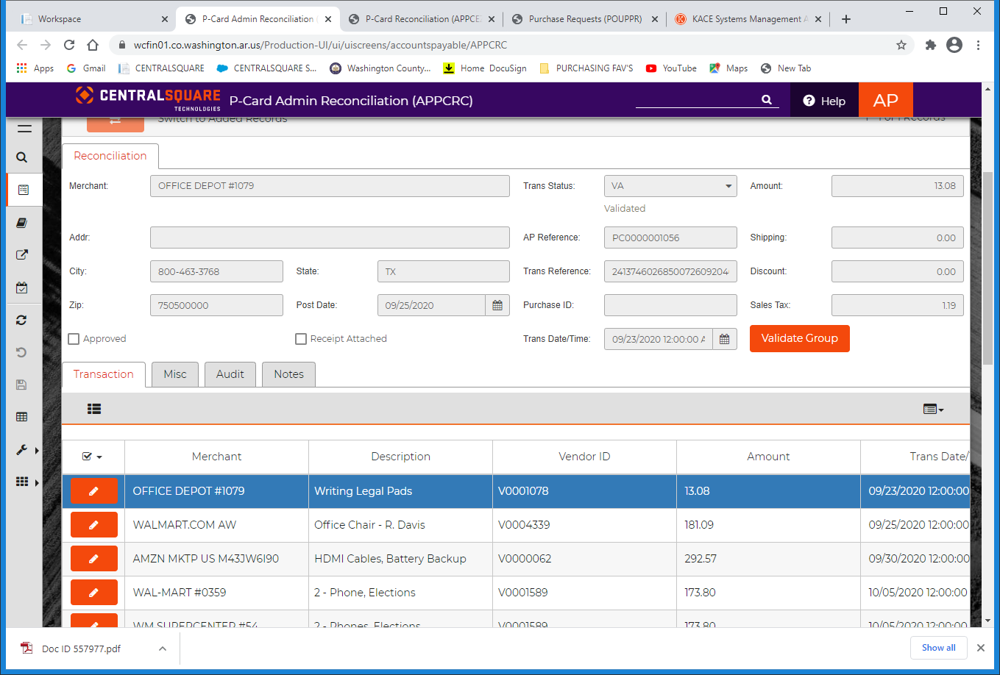 Workspace
P-Card Admin Reconciliation (
P-Card Reconciliation (APPCE
Purchase Requests (POUPPR)
KACE Systems Management A
wcfin01.co.washington.ar.us/Production-UI/ui/uiscreens/accountspayable/APPCRC
Apps
Gmail
CENTRALSQUARE
CENTRALSQUARE S...
Washington County...
Home DocuSign
PURCHASING FAV'S
YouTube
Maps
New Tab
CENTRALSQUARE
TECHNOLOGIES
P-Card Admin Reconciliation (APPCRC)
Help
AP
Switch to Added Records
1 - 1 of 1 Records
Reconciliation
Merchant: OFFICE DEPOT #1079 Trans Status: VA Amount: 13.08
Validated
Addr: AP Reference: PC0000001056 Shipping: 0.00
City: 800-463-3768 State: TX Trans Reference: 2413746026850072609204 Discount: 0.00
Zip: 750500000 Post Date: 09/25/2020 Purchase ID: Sales Tax: 1.19
Approved Receipt Attached Trans Date/Time: 09/23/2020 12:00:00 A Validate Group
Transaction Misc Audit Notes
Merchant Description Vendor ID Amount Trans Date/
OFFICE DEPOT #1079 Writing Legal Pads V0001078 13.08 09/23/2020 12:00:00
WALMART.COM AW Office Chair - R. Davis V0004339 181.09 09/25/2020 12:00:00
AMZN MKTP US M43JW6I90 HDMI Cables, Battery Backup V0000062 292.57 09/30/2020 12:00:00
WAL-MART #0359 2 - Phone, Elections V0001589 173.80 10/05/2020 12:00:00
WM SUPERCENTER #54 2 - Phones, Elections V0001589 173.80 10/05/2020 12:00:00
Doc ID 557977.pdf
Show all